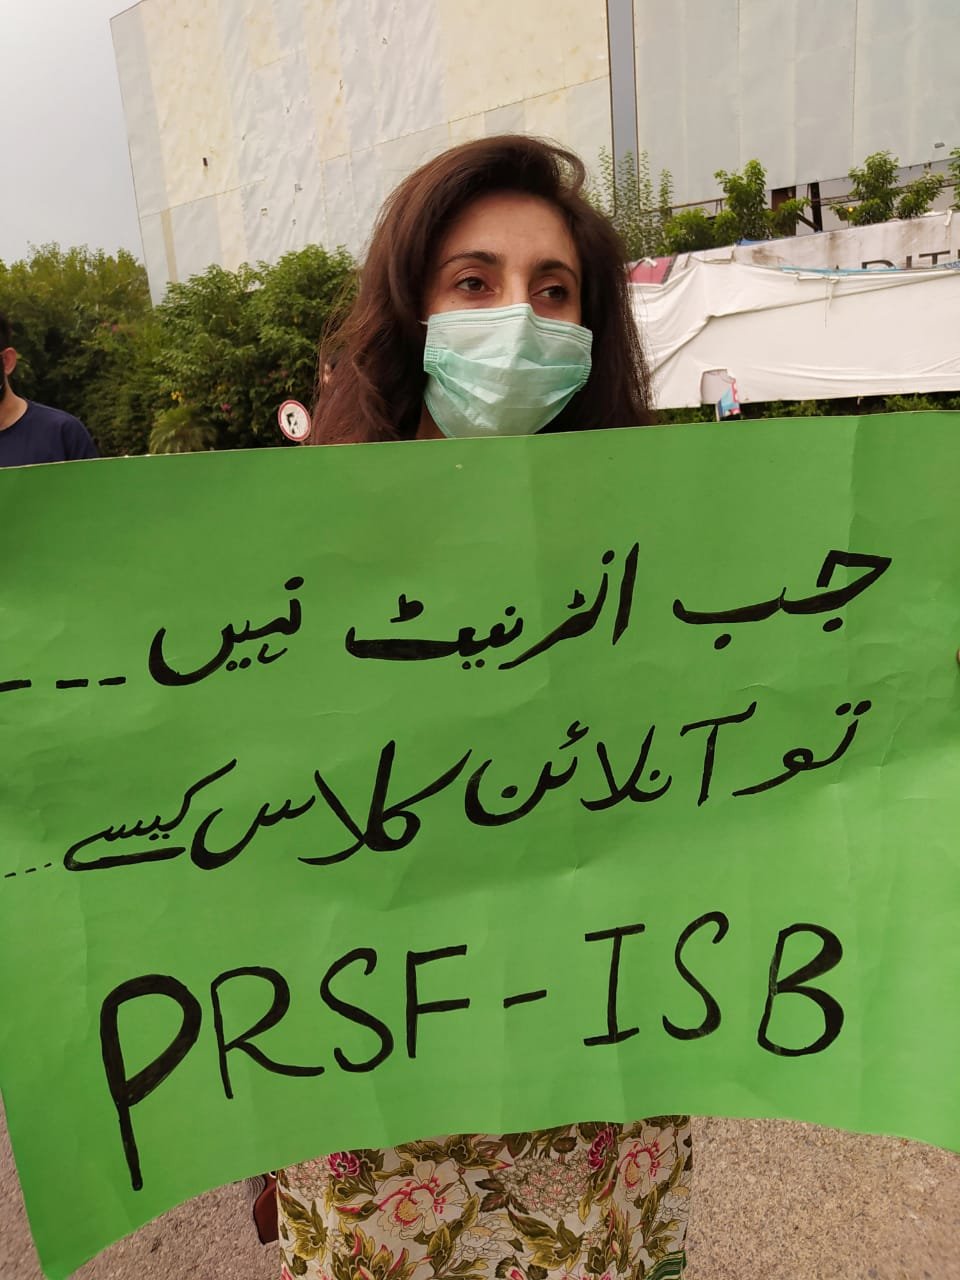 جب انٹرنیٹ نہیں ---
تو آنلائن کلاس کیسے ...
PRSF-ISB